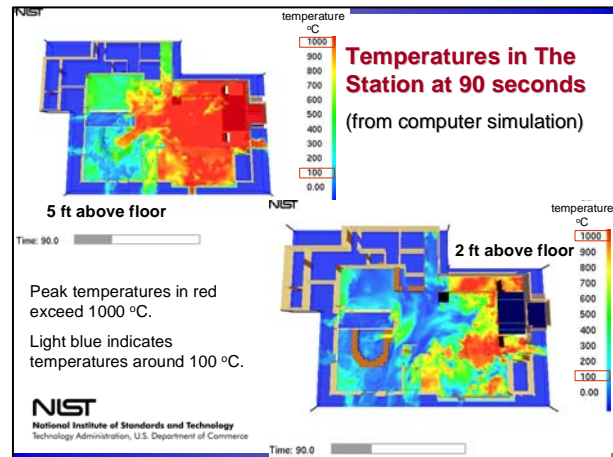 NIST
temperature
°C
1000
900
800
700
600
500
400
300
200
100
0.00
Temperatures in The
Station at 90 seconds
(from computer simulation)
5 ft above floor
Time: 90.0
NIST
temperature
°C
1000
900
800
700
600
500
400
300
200
100
0.00
2 ft above floor
Peak temperatures in red
exceed 1000 °C.
Light blue indicates
temperatures around 100 °C.
NIST
National Institute of Standards and Technology
Technology Administration, U.S. Department of Commerce
Time: 90.0